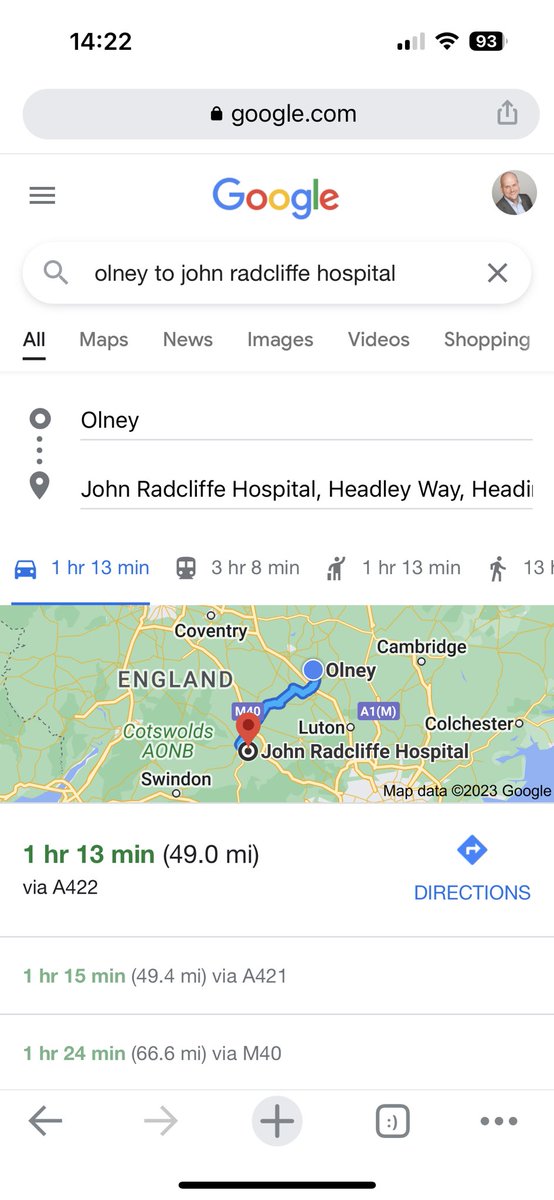 14:22
93
google.com
Google
olney to john radcliffe hospital
All Maps News Images Videos Shopping
Olney
John Radcliffe Hospital, Headley Way, Headi
1 hr 13 min 3 hr 8 min 1 hr 13 min 13 h
Coventry
Cambridge
Olney
ENGLAND
M40
A1(M)
Luton
Colchester
Cotswolds
AONB
John Radcliffe Hospital
Swindon
Map data ©2023 Google
1 hr 13 min (49.0 mi)
via A422
DIRECTIONS
1 hr 15 min (49.4 mi) via A421
1 hr 24 min (66.6 mi) via M40
:)